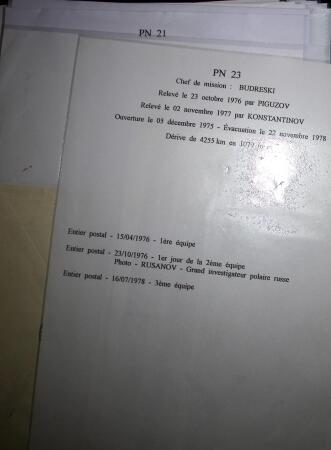 PN 21
PN 23
Chef de mission : BUDRESKI
Relevé le 23 octobre 1976 par PIGUZOV
Relevé le 02 novembre 1977 par KONSTANTINOV
Ouverture le 05 décembre 1975 - Évacuation le 22 novembre 1978
Dérive de 4255 km en
Entier postal - 15/04/1976 - 1ère équipe
Entier postal - 23/10/1976 - 1er jour de la 2ème équipe
Photo - RUSANOV - Grand investigateur polaire russe
Entier postal - 16/07/1978 - 3ème équipe